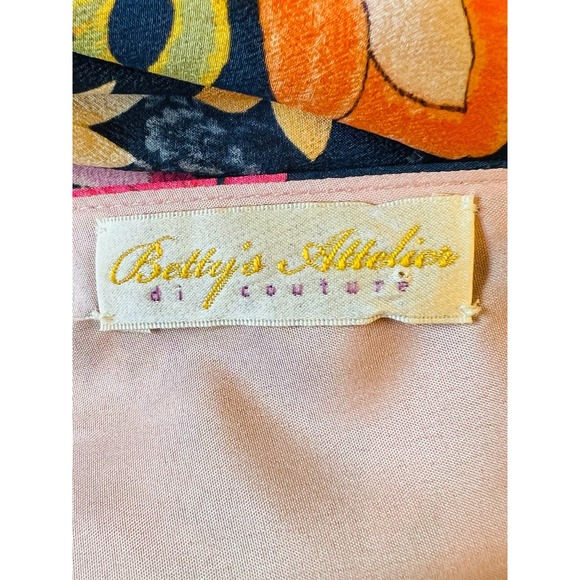 Betty's Attelier
di couture